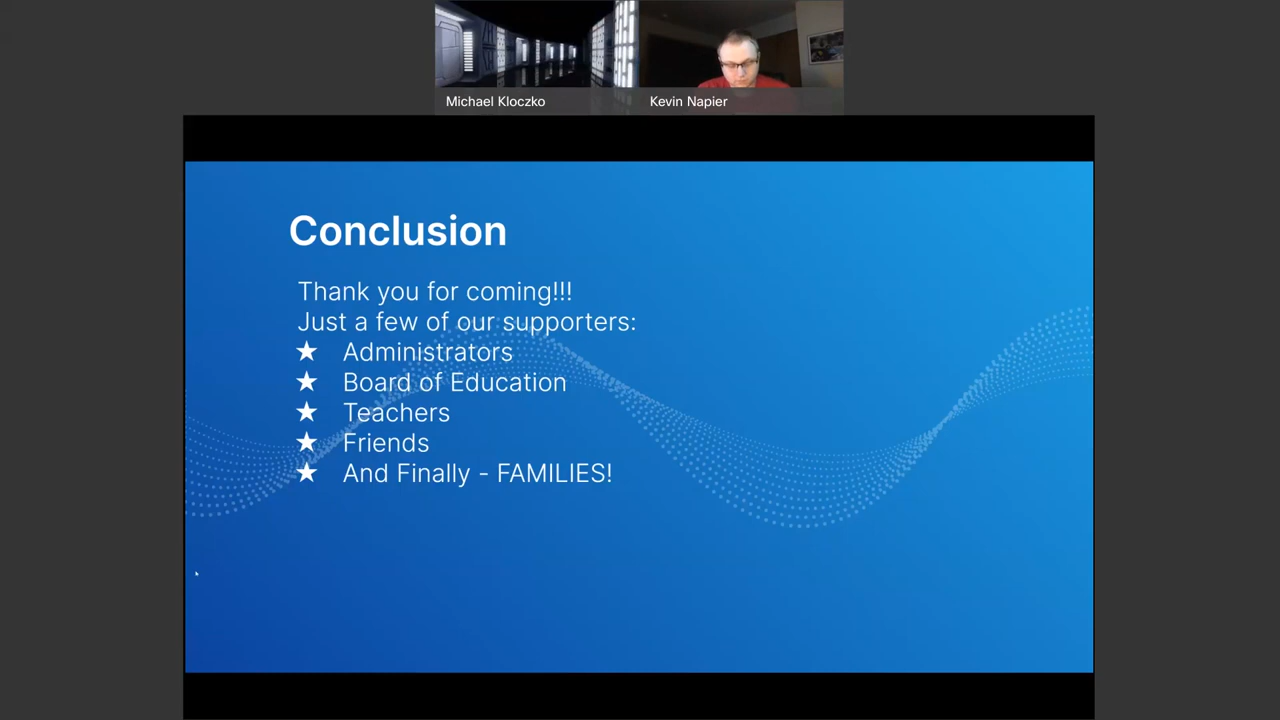 Michael Kloczko
Kevin Napier
Conclusion
Thank you for coming!!!
Just a few of our supporters:
★ Administrators
★ Board of Education
★ Teachers
★ Friends
★ And Finally - FAMILIES!